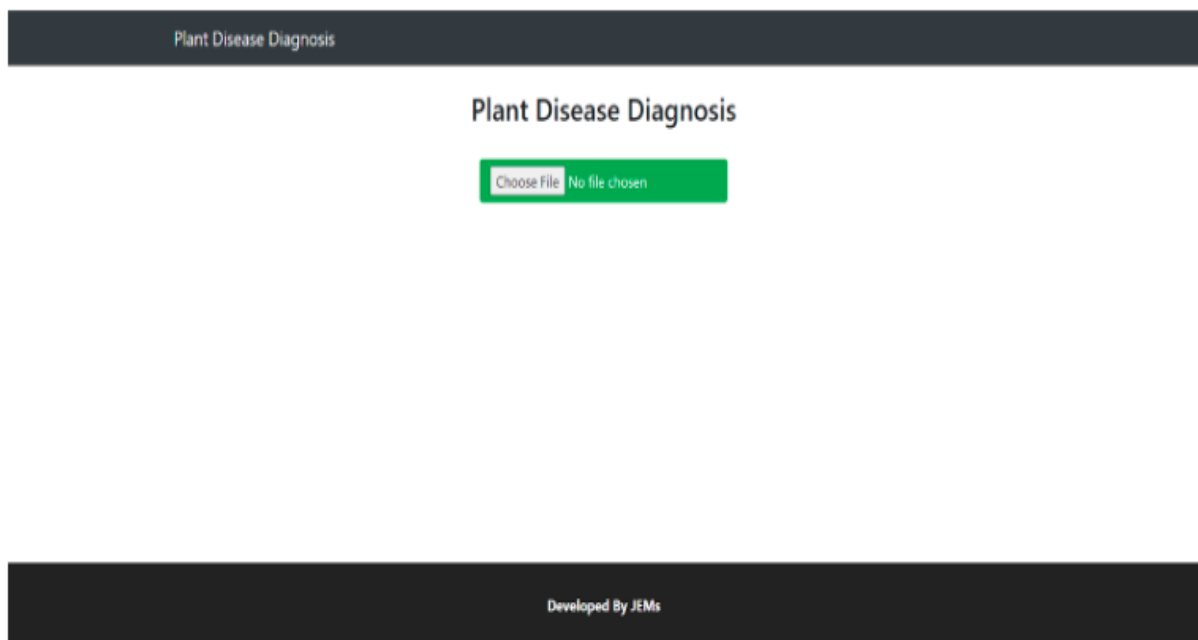 Plant Disease Diagnosis
Plant Disease Diagnosis
Choose File No file chosen
Developed By JEMs